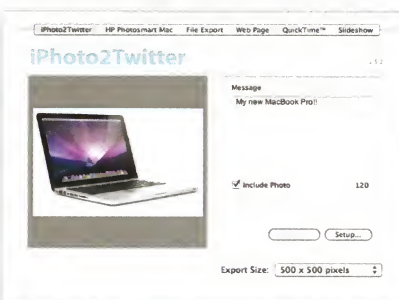 iPhoto2Twitter HP Photosmart Mac File Export Web Page QuickTime™ Slideshow
iPhoto2Twitter
Message
My new MacBook Pro!!
Include Photo 120
Setup...
Export Size: 500 x 500 pixels